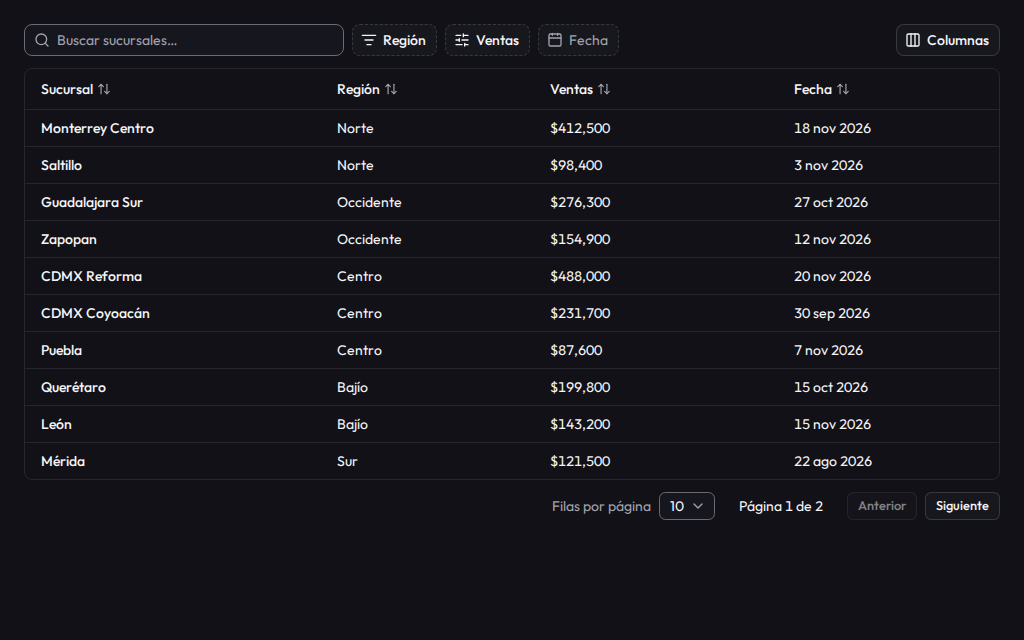 Buscar sucursales... Región Ventas Fecha Columnas
Sucursal Región Ventas Fecha
Monterrey Centro Norte $412,500 18 nov 2026
Saltillo Norte $98,400 3 nov 2026
Guadalajara Sur Occidente $276,300 27 oct 2026
Zapopan Occidente $154,900 12 nov 2026
CDMX Reforma Centro $488,000 20 nov 2026
CDMX Coyoacán Centro $231,700 30 sep 2026
Puebla Centro $87,600 7 nov 2026
Querétaro Bajío $199,800 15 oct 2026
León Bajío $143,200 15 nov 2026
Mérida Sur $121,500 22 ago 2026
Filas por página 10 Página 1 de 2 Anterior Siguiente